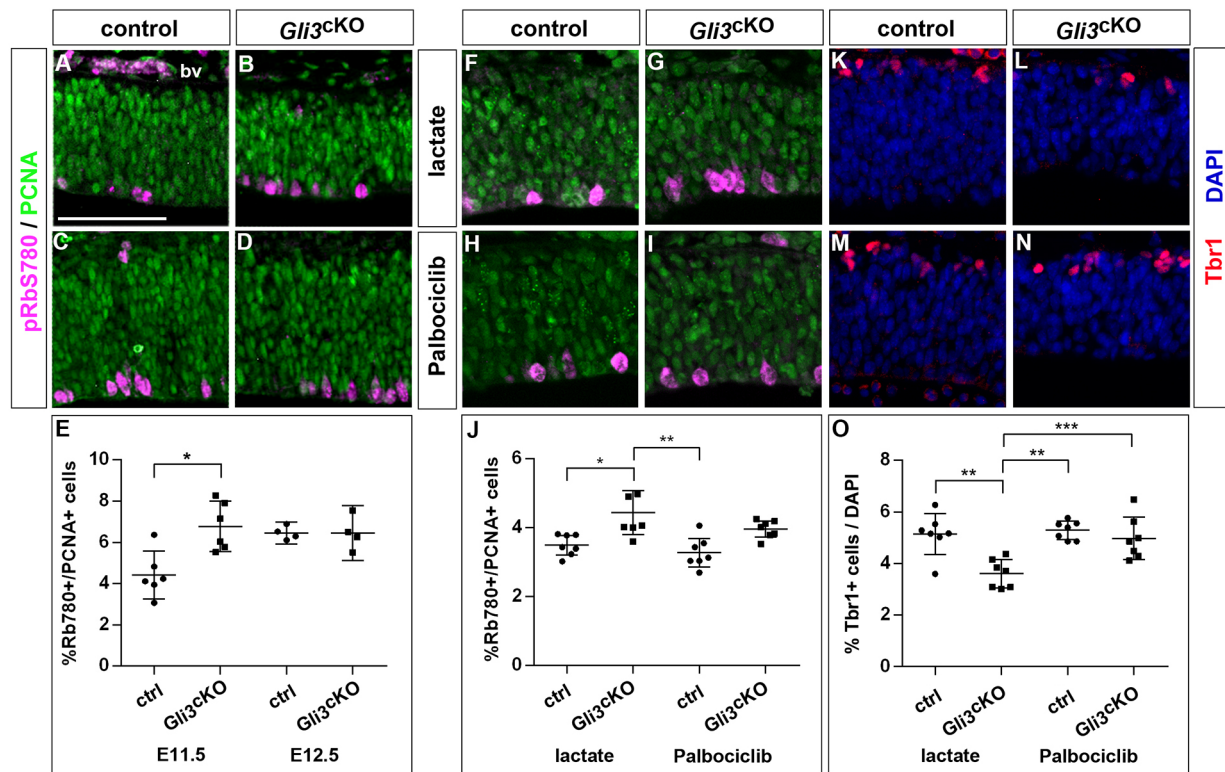 control
Gli3cKO
control
Gli3cKO
pRbS780 / PCNA
A
bv
B
C
D
lactate
Palbociclib
F
G
K
L
H
I
M
N
Tbr1 DAPI
E
%Rb780+/PCNA+ cells
10
8
6
4
2
0
*
ctrl
Gli3cKO
ctrl
Gli3cKO
E11.5
E12.5
J
%Rb780+/PCNA+ cells
6
4
2
0
*
**
ctrl
Gli3cKO
ctrl
Gli3cKO
lactate
Palbociclib
O
% Tbr1+ cells / DAPI
8
6
4
2
0
***
**
**
ctrl
Gli3cKO
ctrl
Gli3cKO
lactate
Palbociclib